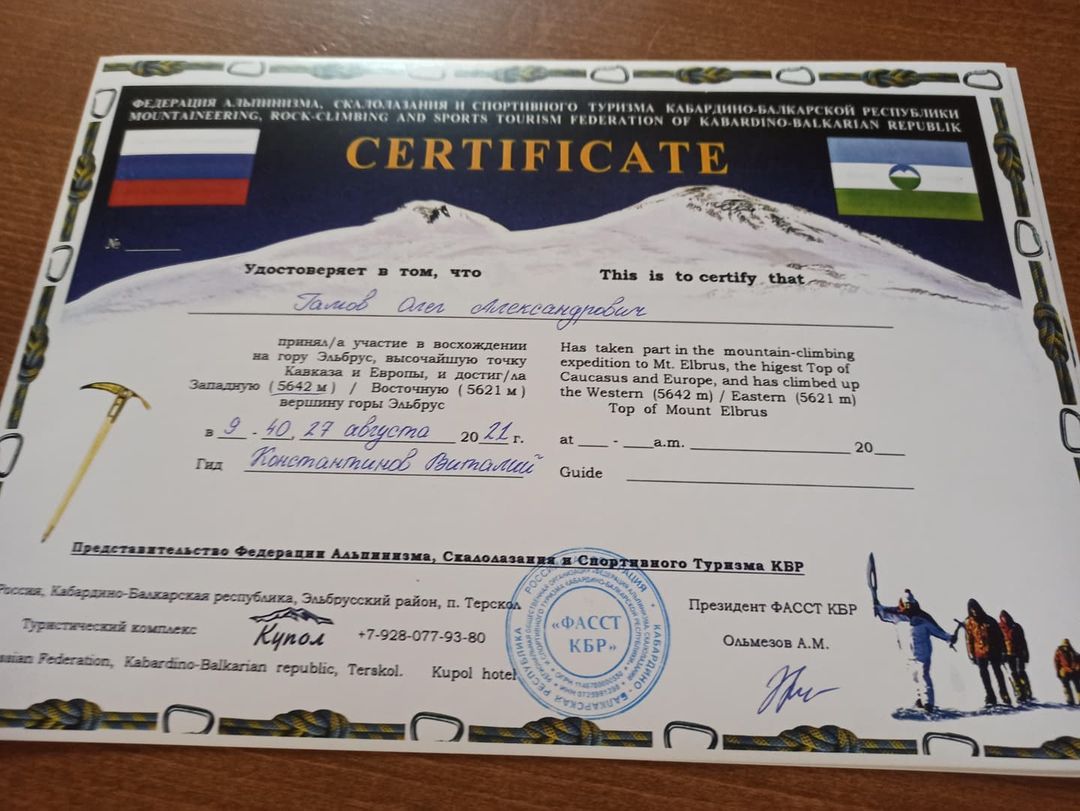 ФЕДЕРАЦИЯ АЛЬПИНИЗМА, СКАЛОЛАЗАНИЯ И СПОРТИВНОГО ТУРИЗМА КАБАРДИНО-БАЛКАРСКОЙ РЕСПУБЛИКИ
MOUNTAINEERING, ROCK-CLIMBING AND SPORTS TOURISM FEDERATION OF KABARDINO-BALKARIAN REPUBLIK
CERTIFICATE
№
Удостоверяет в том, что
This is to certify that
Гамов Олег Александрович
принял/а участие в восхождении
на гору Эльбрус, высочайшую точку
Кавказа и Европы, и достиг/ла
Западную (5642 м) / Восточную (5621 м)
вершину горы Эльбрус
в 9 - 40, 27 августа 2021 г.
Гид Константинов Виталий
Has taken part in the mountain-climbing
expedition to Mt. Elbrus, the higest Top of
Caucasus and Europe, and has climbed up
the Western (5642 m) / Eastern (5621 m)
Top of Mount Elbrus
at ___ - ___a.m. ___ 20___
Guide
Представительство Федерации Альпинизма, Скалолазания и Спортивного Туризма КБР
Россия, Кабардино-Балкарская республика, Эльбрусский район, п. Терскол
Туристический комплекс Купол +7-928-077-93-80
ssian Federation, Kabardino-Balkarian republic, Terskol. Kupol hotel
«ФАССТ
КБР»
Президент ФАССТ КБР
Ольмезов А.М.